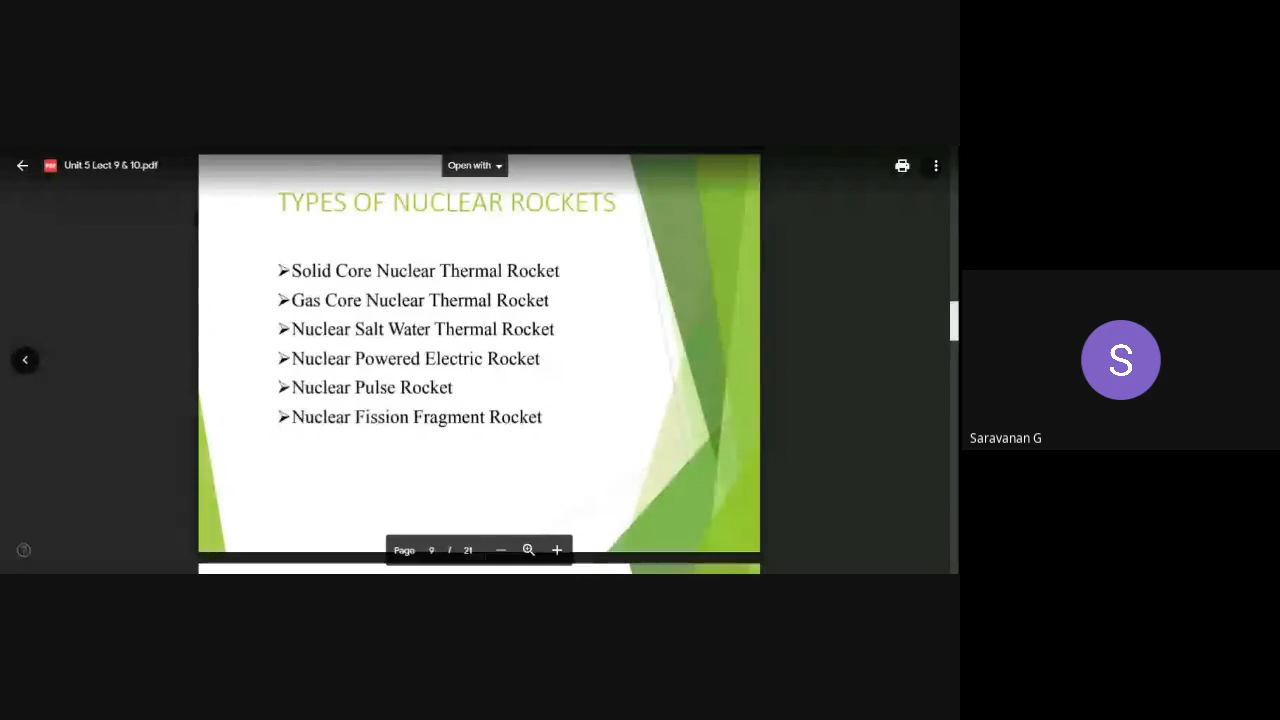 Unit 5 Lect 9 & 10.pdf
Open with
TYPES OF NUCLEAR ROCKETS
➢Solid Core Nuclear Thermal Rocket
➢Gas Core Nuclear Thermal Rocket
➢Nuclear Salt Water Thermal Rocket
➢Nuclear Powered Electric Rocket
➢Nuclear Pulse Rocket
➢Nuclear Fission Fragment Rocket
Page 9 / 21
S
Saravanan G